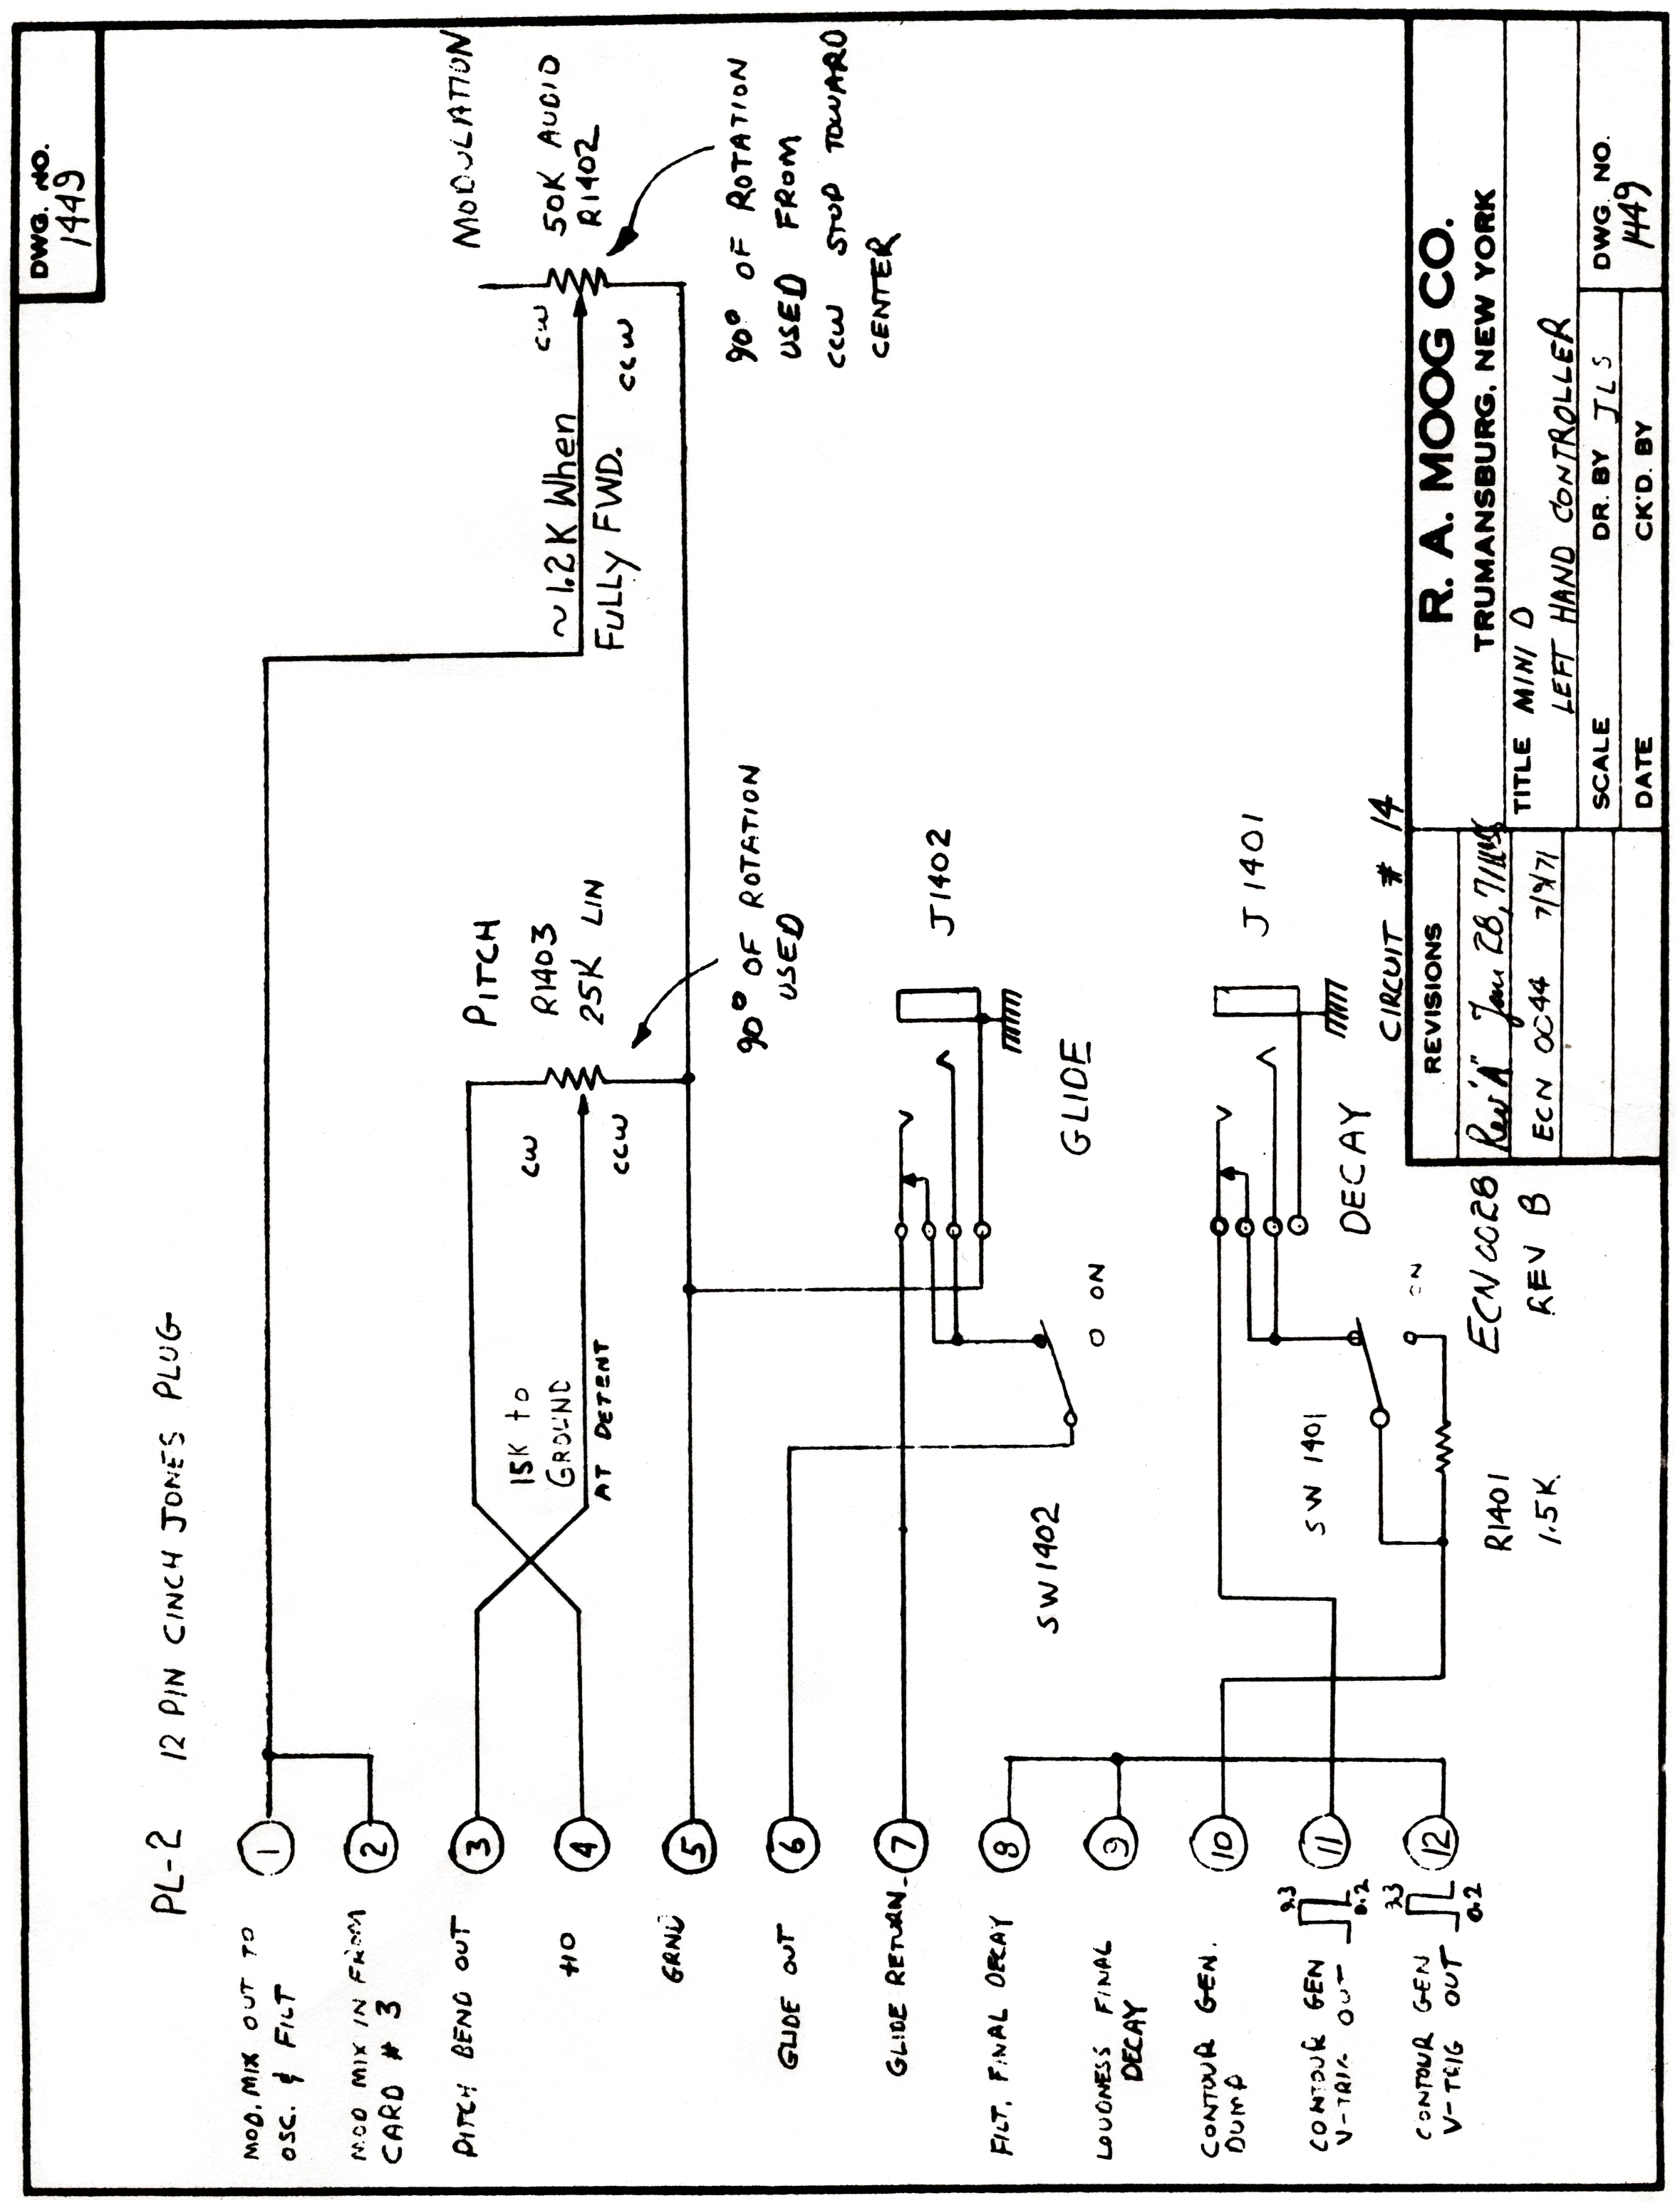 DWG. NO.
1449
PL-2 12 PIN CINCH JONES PLUG
MOD. MIX OUT TO
OSC. & FILT
1
MOD MIX IN FROM
CARD # 3
2
PITCH BEND OUT
3
+10
4
GRND
5
GLIDE OUT
6
GLIDE RETURN
7
FILT. FINAL DECAY
8
LOUDNESS FINAL
DECAY
9
CONTOUR GEN.
DUMP
10
CONTOUR GEN
V-TRIG OUT
0.2
11
CONTOUR GEN
V-TRIG OUT
0.2
12
15K to
GROUND
AT DETENT
CW
CCW
PITCH
R1403
25K LIN
90° OF ROTATION
USED
~1.2K When
FULLY FWD.
CW
CCW
MODULATION
50K AUDIO
R1402
90° OF ROTATION
USED FROM
CCW STOP TOWARD
CENTER
J1402
GLIDE
ON
SW1402
J1401
DECAY
ON
SW 1401
R1401
1.5K
CIRCUIT # 14
ECN 0028
REV B
REVISIONS
Rev "A" Jan 28, 71
ECN 0044 7/9/71
R. A. MOOG CO.
TRUMANSBURG, NEW YORK
TITLE MINI D
LEFT HAND CONTROLLER
SCALE
DR. BY JLS
DATE
CK'D. BY
DWG. NO.
1449